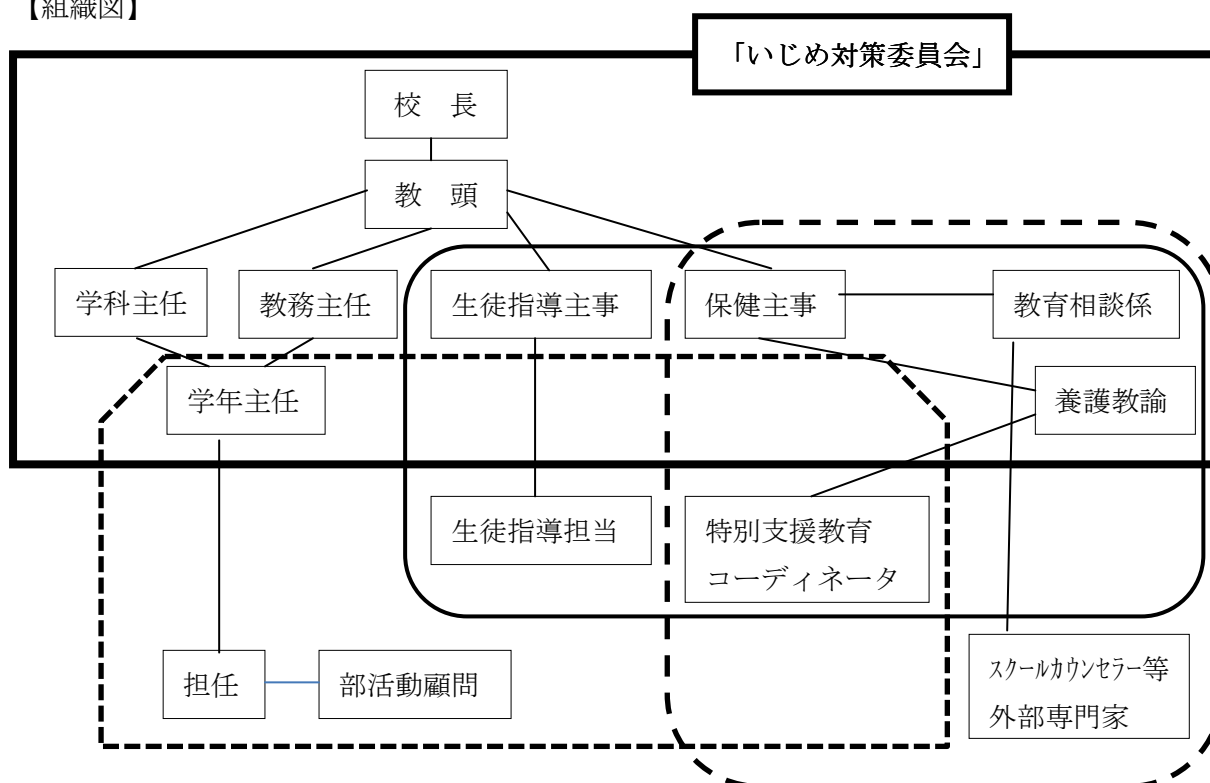 【組織図】
「いじめ対策委員会」
校　長
教　頭
学科主任
教務主任
生徒指導主事
保健主事
教育相談係
学年主任
養護教諭
生徒指導担当
特別支援教育
コーディネータ
担任
部活動顧問
ｽｸｰﾙｶｳﾝｾﾗｰ等
外部専門家